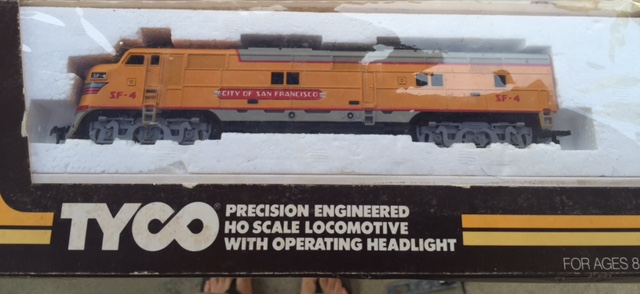 SF-4
CITY OF SAN FRANCISCO
SF-4
TYCO
PRECISION ENGINEERED
HO SCALE LOCOMOTIVE
WITH OPERATING HEADLIGHT
FOR AGES 8